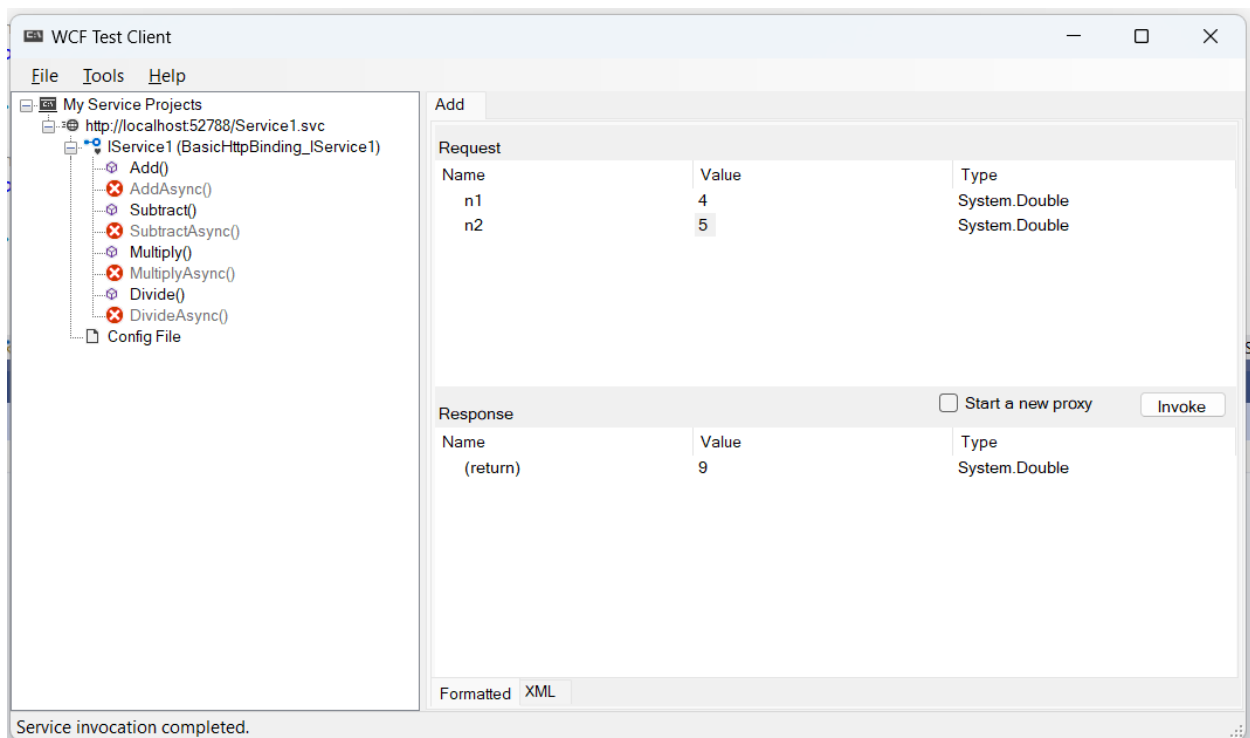 WCF Test Client
File Tools Help
My Service Projects
http://localhost:52788/Service1.svc
IService1 (BasicHttpBinding_IService1)
Add()
AddAsync()
Subtract()
SubtractAsync()
Multiply()
MultiplyAsync()
Divide()
DivideAsync()
Config File
Add
Request
Name Value Type
n1 4 System.Double
n2 5 System.Double
Response Start a new proxy Invoke
Name Value Type
(return) 9 System.Double
Formatted XML
Service invocation completed.